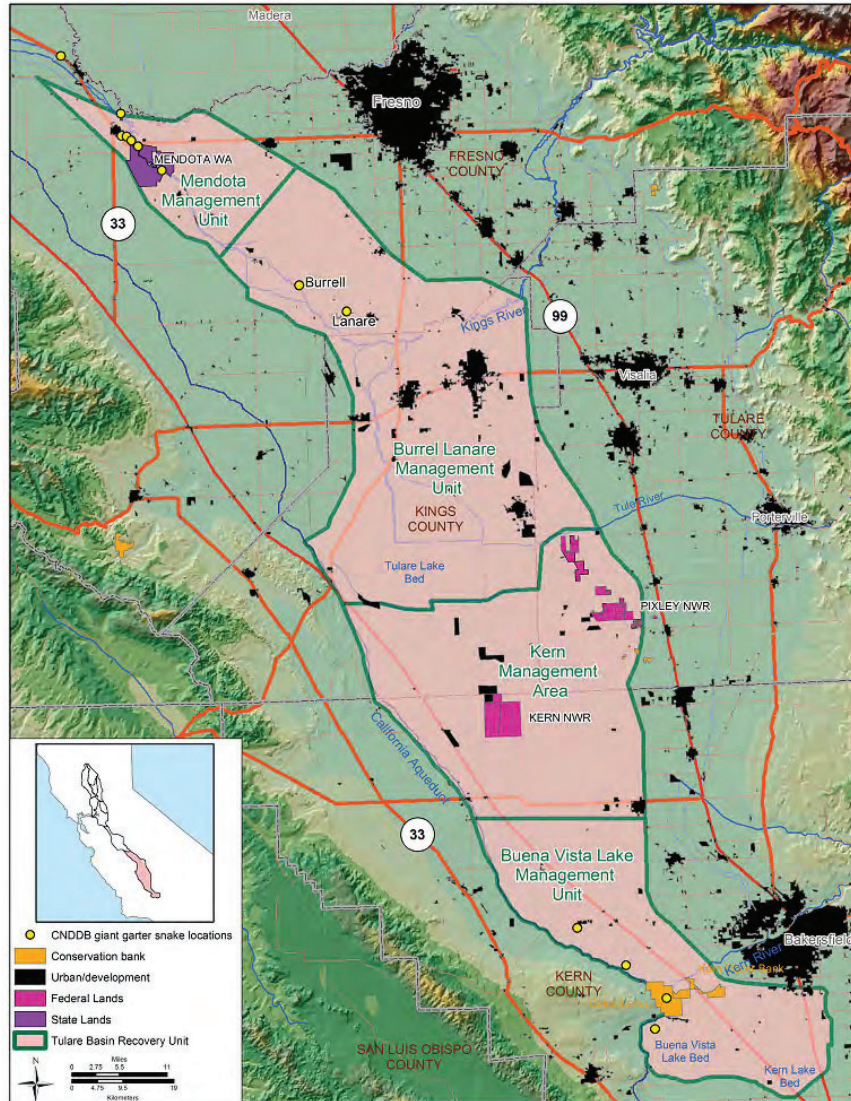 Madera
Fresno
MENDOTA WA
FRESNO
COUNTY
Mendota
Management
Unit
33
Burrell
Lanare
Kings River
99
Visalia
TULARE
COUNTY
Burrel Lanare
Management
Unit
KINGS
COUNTY
Tule River
Porterville
Tulare Lake
Bed
PIXLEY NWR
Kern
Management
Area
KERN NWR
California Aqueduct
33
Buena Vista Lake
Management
Unit
Bakersfield
Kern River
KERN
COUNTY
Buena Vista
Lake Bed
Kern Lake
Bed
SAN LUIS OBISPO
COUNTY
CNDDB giant garter snake locations
Conservation bank
Urban/development
Federal Lands
State Lands
Tulare Basin Recovery Unit
N
Miles
0 2.75 5.5 11
0 4.75 9.5 19
Kilometers